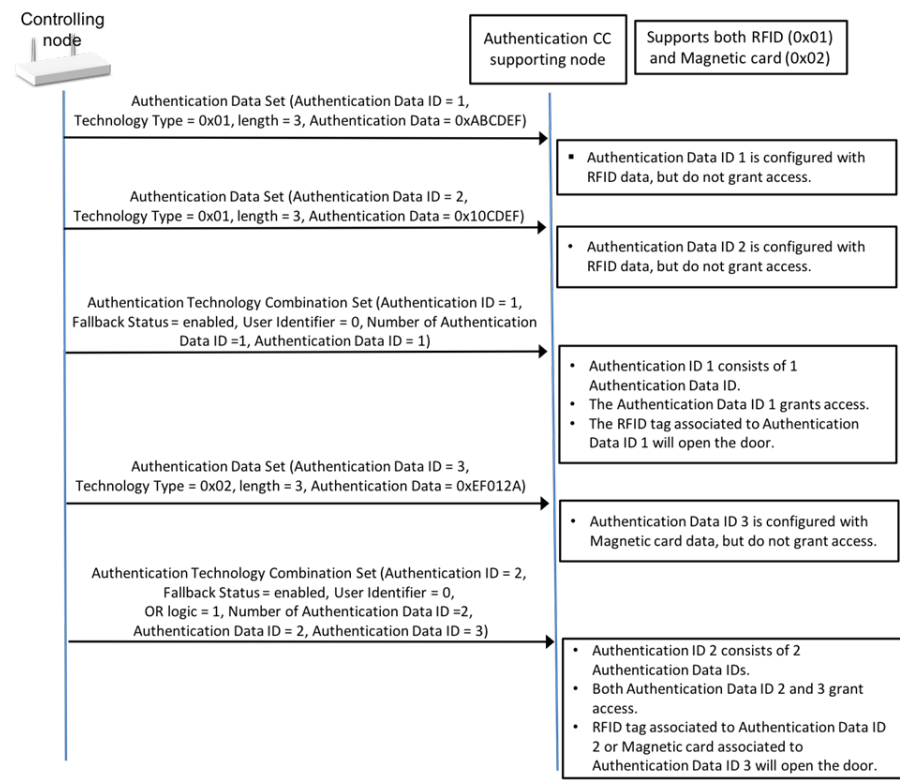 Controlling
node
Authentication CC
supporting node
Supports both RFID (0x01)
and Magnetic card (0x02)
Authentication Data Set (Authentication Data ID = 1,
Technology Type = 0x01, length = 3, Authentication Data = 0xABCDEF)
▪ Authentication Data ID 1 is configured with
RFID data, but do not grant access.
Authentication Data Set (Authentication Data ID = 2,
Technology Type = 0x01, length = 3, Authentication Data = 0x10CDEF)
• Authentication Data ID 2 is configured with
RFID data, but do not grant access.
Authentication Technology Combination Set (Authentication ID = 1,
Fallback Status = enabled, User Identifier = 0, Number of Authentication
Data ID =1, Authentication Data ID = 1)
• Authentication ID 1 consists of 1
Authentication Data ID.
• The Authentication Data ID 1 grants access.
• The RFID tag associated to Authentication
Data ID 1 will open the door.
Authentication Data Set (Authentication Data ID = 3,
Technology Type = 0x02, length = 3, Authentication Data = 0xEF012A)
• Authentication Data ID 3 is configured with
Magnetic card data, but do not grant access.
Authentication Technology Combination Set (Authentication ID = 2,
Fallback Status = enabled, User Identifier = 0,
OR logic = 1, Number of Authentication Data ID =2,
Authentication Data ID = 2, Authentication Data ID = 3)
• Authentication ID 2 consists of 2
Authentication Data IDs.
• Both Authentication Data ID 2 and 3 grant
access.
• RFID tag associated to Authentication Data ID
2 or Magnetic card associated to
Authentication Data ID 3 will open the door.